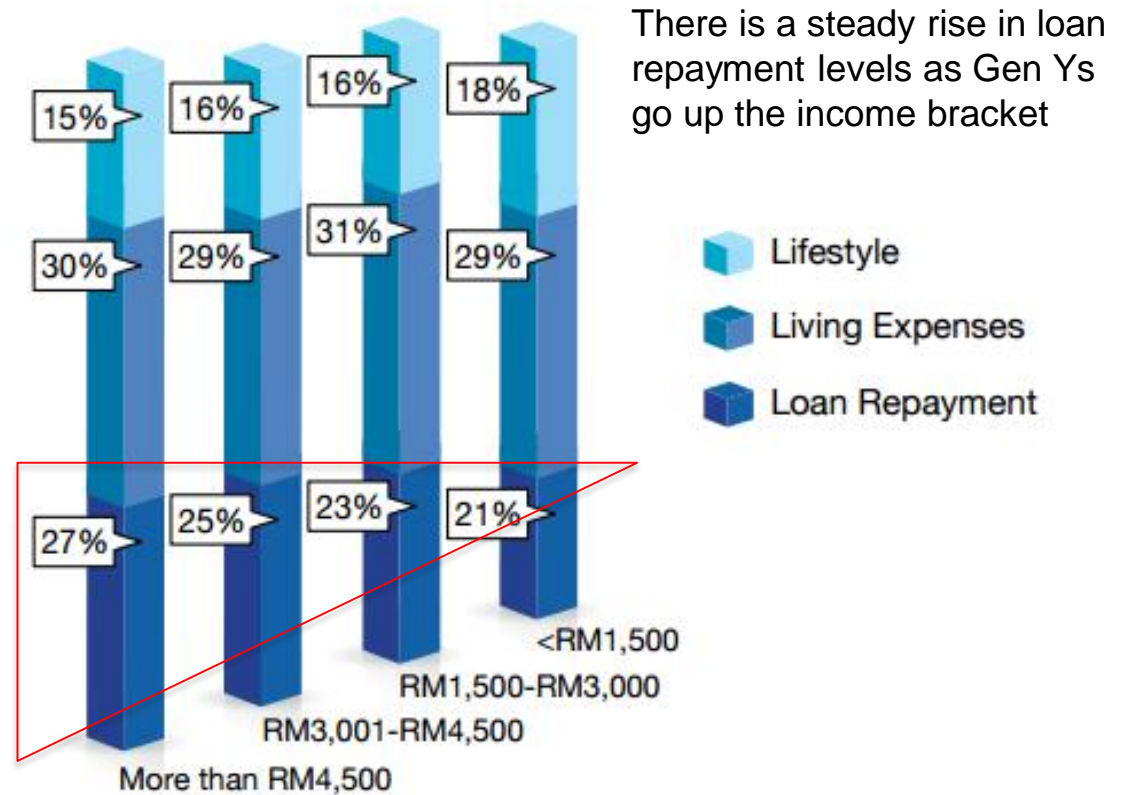 There is a steady rise in loan
repayment levels as Gen Ys
go up the income bracket
15%
16%
16%
18%
30%
29%
31%
29%
27%
25%
23%
21%
Lifestyle
Living Expenses
Loan Repayment
<RM1,500
RM1,500-RM3,000
RM3,001-RM4,500
More than RM4,500